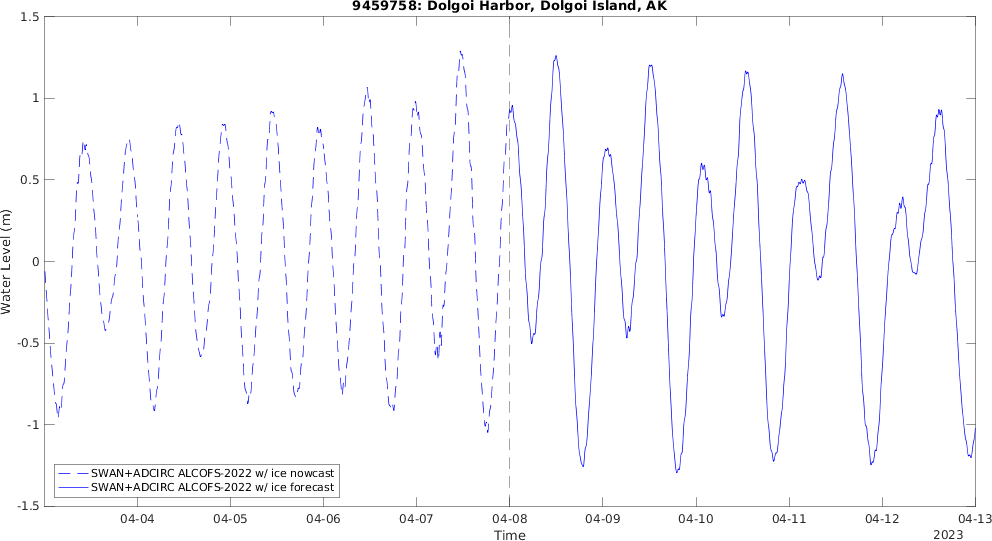 9459758: Dolgoi Harbor, Dolgoi Island, AK
1.5
1
0.5
0
-0.5
-1
-1.5
Water Level (m)
SWAN+ADCIRC ALCOFS-2022 w/ ice nowcast
SWAN+ADCIRC ALCOFS-2022 w/ ice forecast
04-04 04-05 04-06 04-07 04-08 04-09 04-10 04-11 04-12 04-13
Time
2023